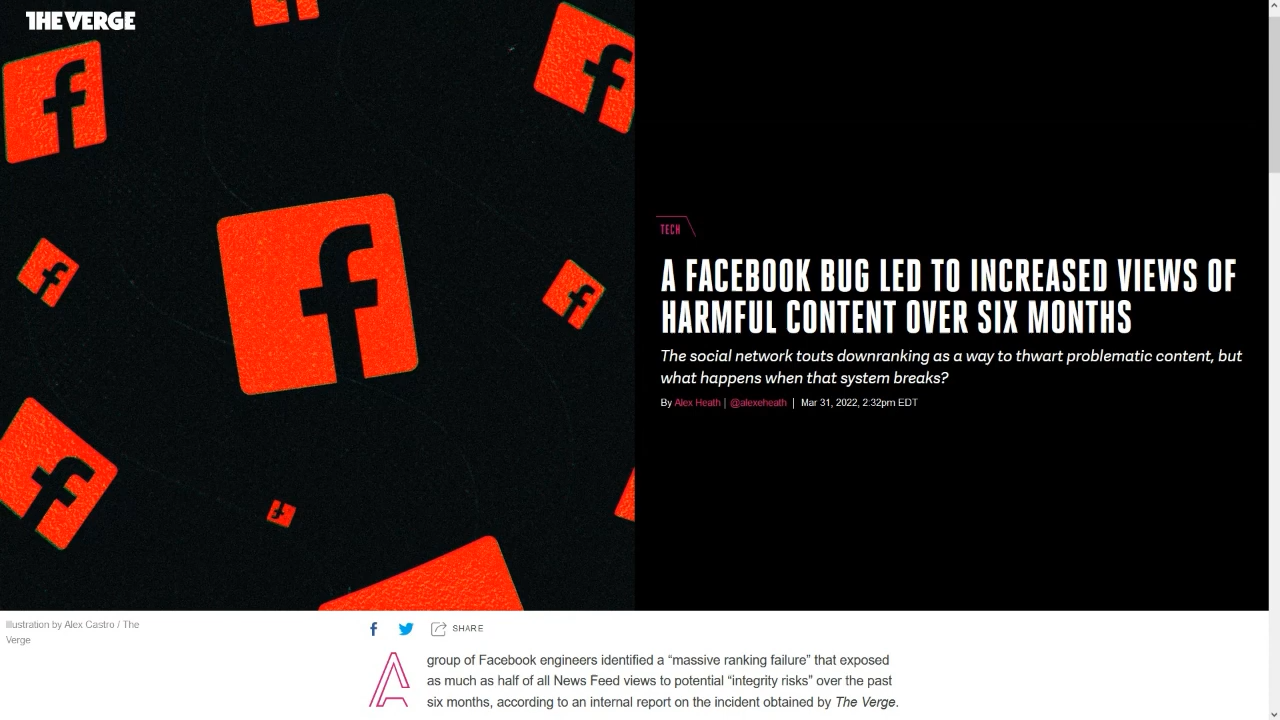 THE VERGE
TECH
A FACEBOOK BUG LED TO INCREASED VIEWS OF
HARMFUL CONTENT OVER SIX MONTHS
The social network touts downranking as a way to thwart problematic content, but
what happens when that system breaks?
By Alex Heath | @alexeheath | Mar 31, 2022, 2:32pm EDT
Illustration by Alex Castro / The
Verge
SHARE
A group of Facebook engineers identified a “massive ranking failure” that exposed
as much as half of all News Feed views to potential “integrity risks” over the past
six months, according to an internal report on the incident obtained by The Verge.